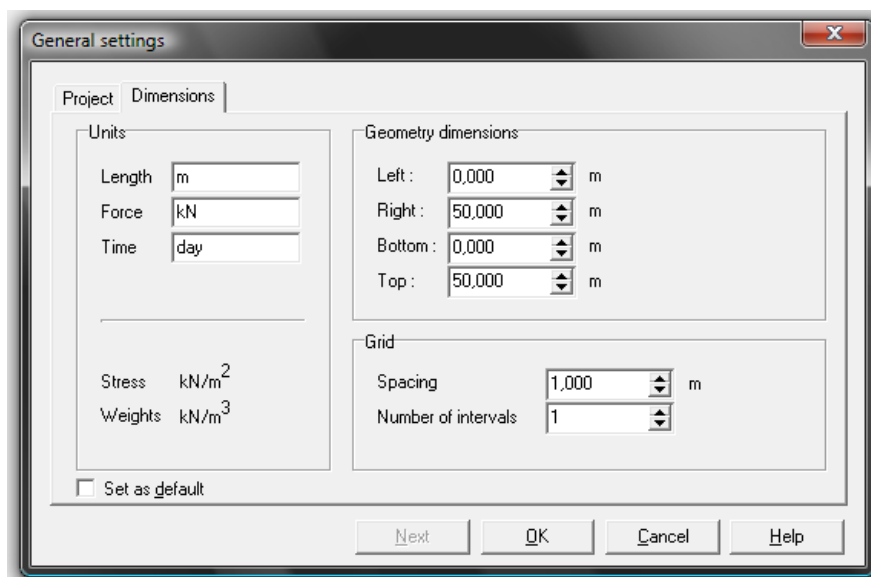 General settings
Project Dimensions
Units
Length m
Force kN
Time day
Stress kN/m²
Weights kN/m³
Geometry dimensions
Left : 0,000 m
Right : 50,000 m
Bottom : 0,000 m
Top : 50,000 m
Grid
Spacing 1,000 m
Number of intervals 1
Set as default
Next OK Cancel Help